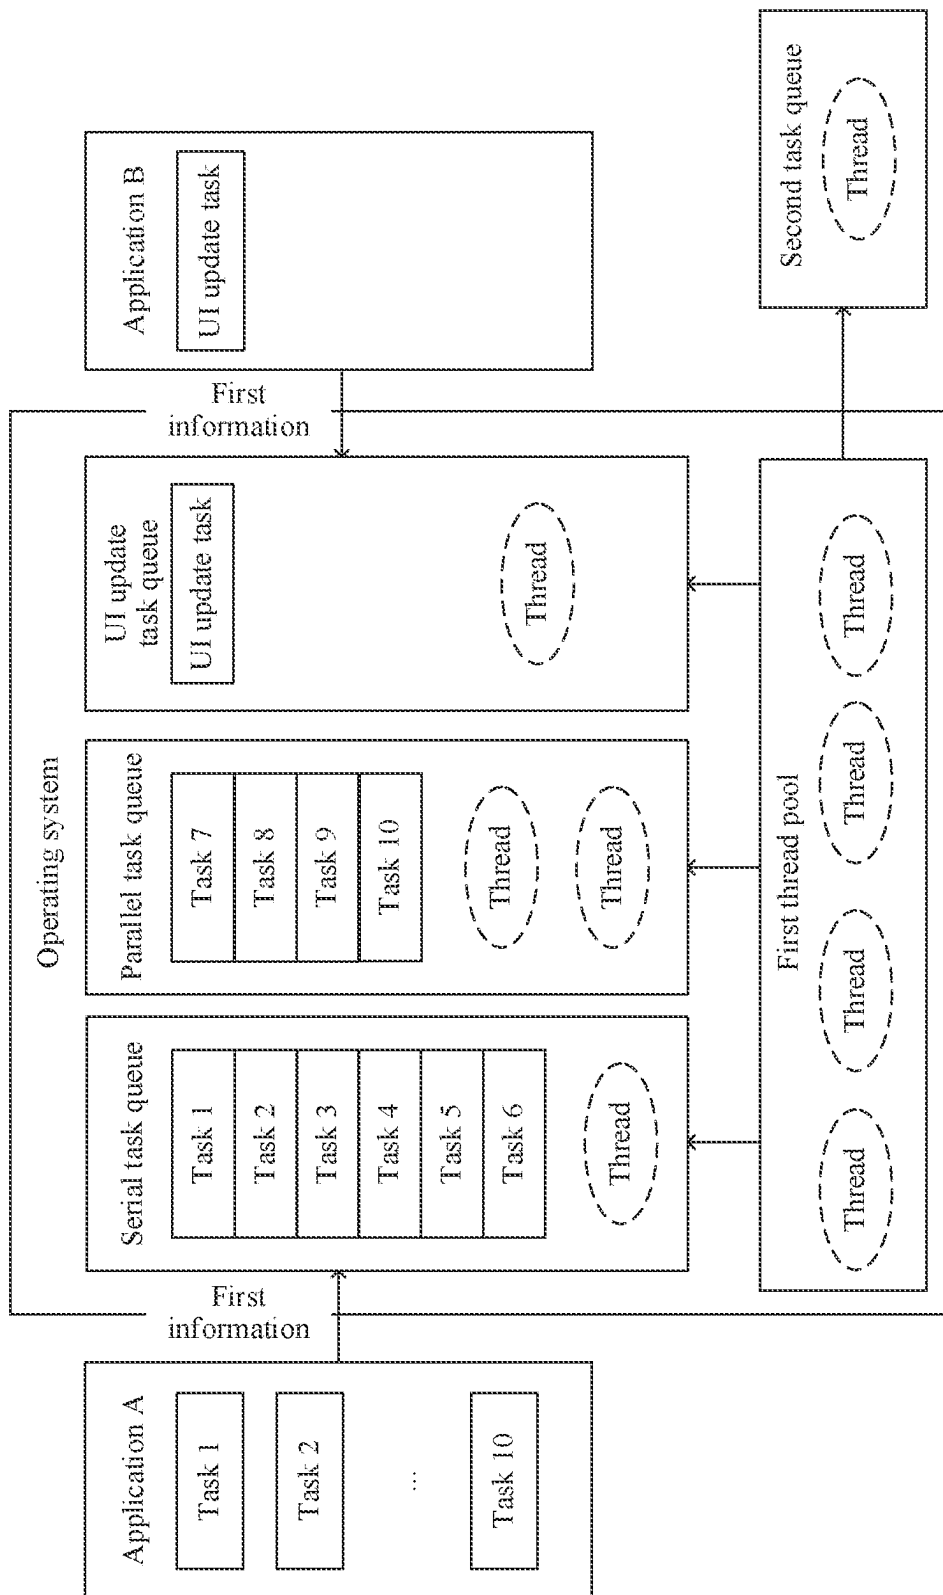 Application A
Task 1
Task 2
...
Task 10
First
information
Operating system
Serial task queue
Task 1
Task 2
Task 3
Task 4
Task 5
Task 6
Thread
Parallel task queue
Task 7
Task 8
Task 9
Task 10
Thread
Thread
UI update
task queue
UI update task
Thread
First
information
Application B
UI update task
First thread pool
Thread
Thread
Thread
Thread
Second task queue
Thread